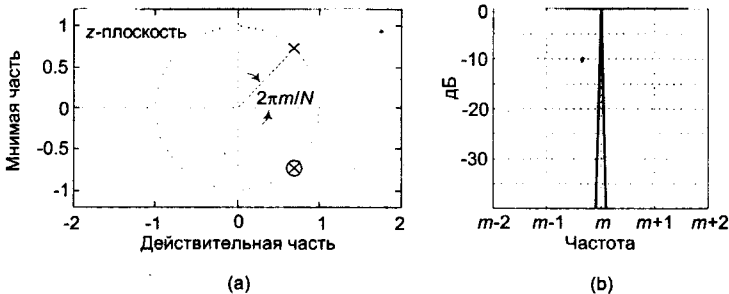 z-плоскость
Мнимая часть
1
0.5
0
-0.5
-1
2πm/N
-2
-1
0
1
2
Действительная часть
(a)
дБ
0
-10
-20
-30
m-2
m-1
m
m+1
m+2
Частота
(b)